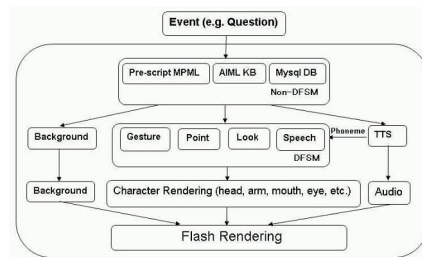 Event (e.g. Question)
Pre-script MPML
AIML KB
Mysql DB
Non-DFSM
Background
Gesture
Point
Look
Speech
Phoneme
TTS
DFSM
Background
Character Rendering (head, arm, mouth, eye, etc.)
Audio
Flash Rendering